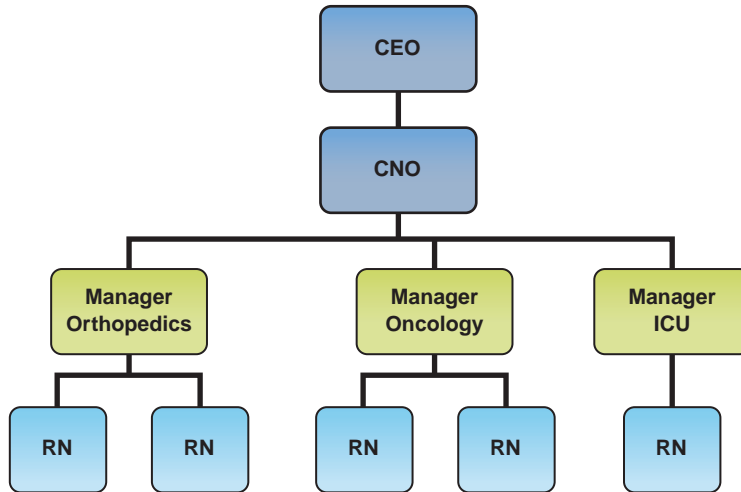 CEO
CNO
Manager
Orthopedics
Manager
Oncology
Manager
ICU
RN
RN
RN
RN
RN